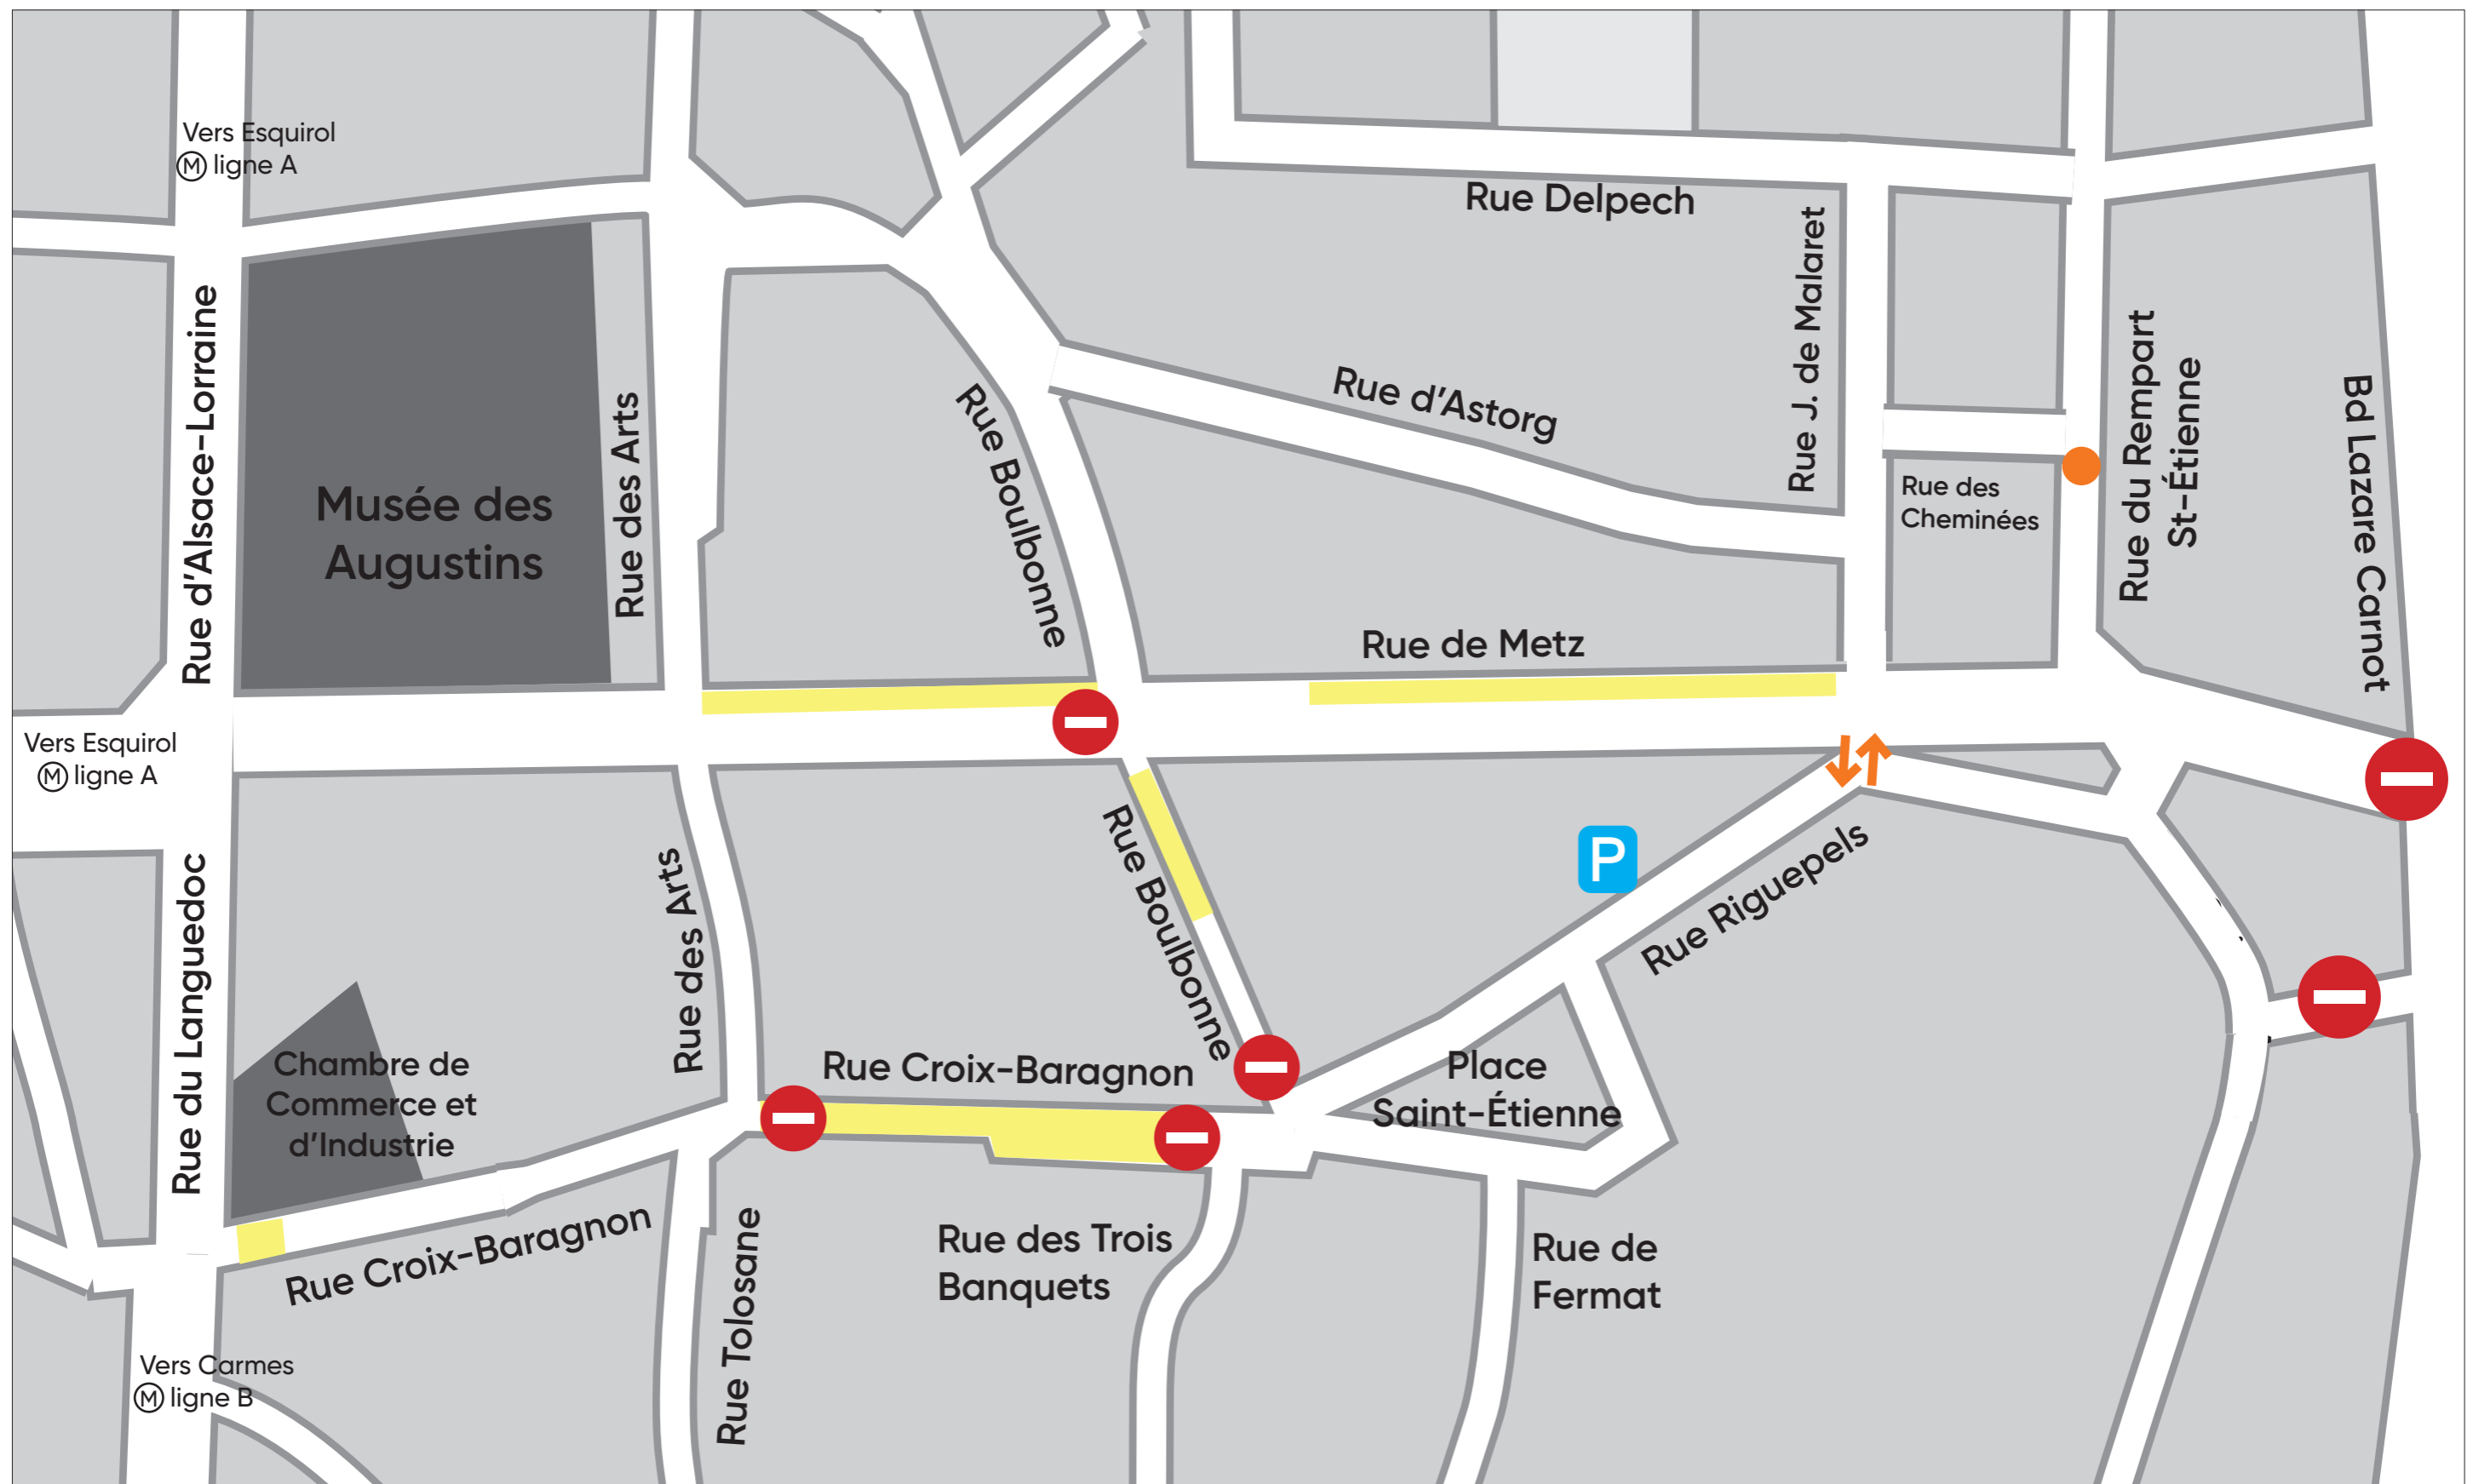 Vers Esquirol
M ligne A
Rue Delpech
Rue J. de Malaret
Rue d'Alsace-Lorraine
Rue du Rempart
St-Étienne
Bd Lazare Carnot
Rue d'Astorg
Rue des Arts
Rue Boulbonne
Musée des
Augustins
Rue des
Cheminées
Rue de Metz
Vers Esquirol
M ligne A
Rue du Languedoc
Rue des Arts
Rue Boulbonne
P
Rue Riguepels
Chambre de
Commerce et
d'Industrie
Rue Croix-Baragnon
Place
Saint-Étienne
Rue Croix-Baragnon
Rue Tolosane
Rue des Trois
Banquets
Rue de
Fermat
Vers Carmes
M ligne B